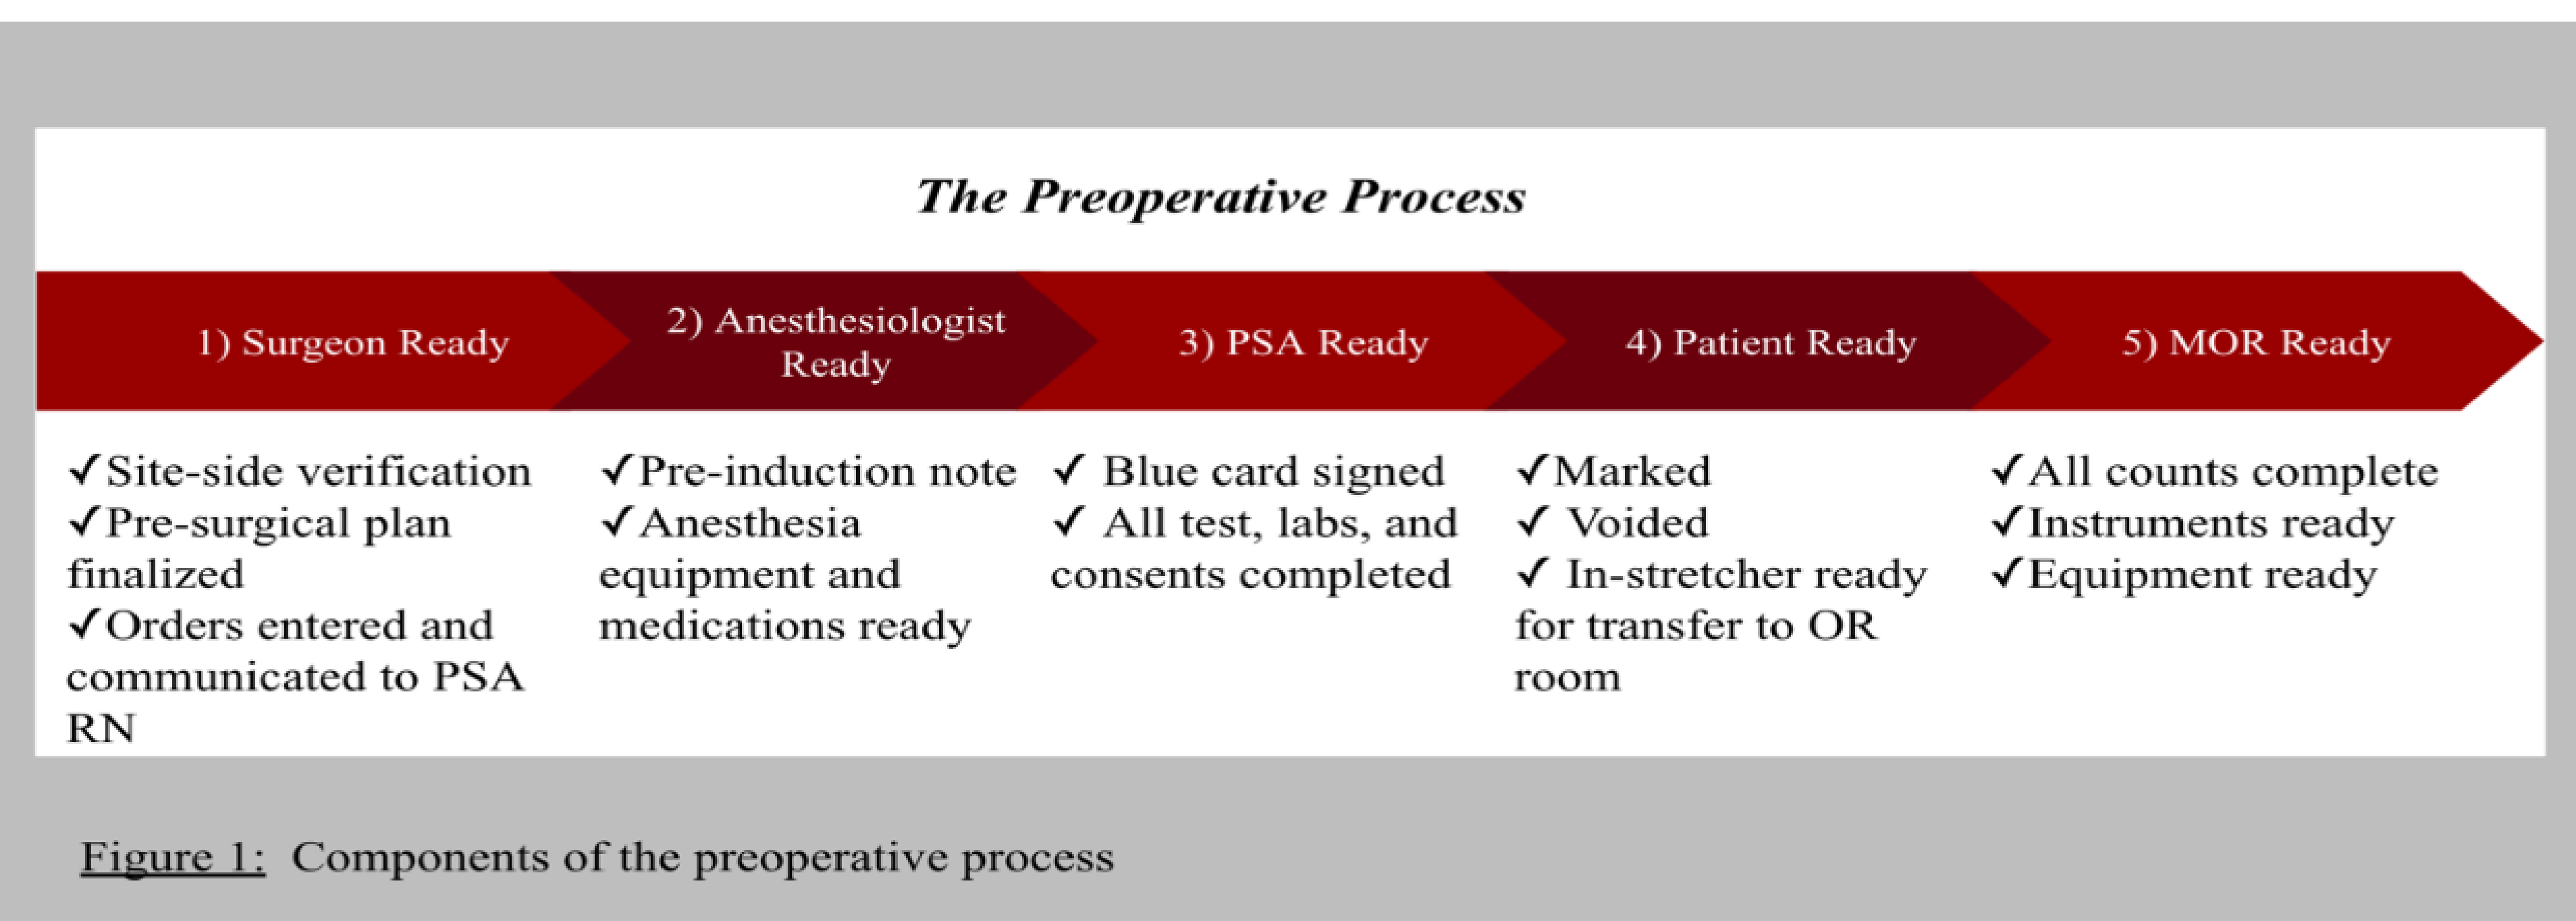 The Preoperative Process
1) Surgeon Ready
2) Anesthesiologist
Ready
3) PSA Ready
4) Patient Ready
5) MOR Ready
✓Site-side verification
✓Pre-surgical plan
finalized
✓Orders entered and
communicated to PSA
RN
✓Pre-induction note
✓Anesthesia
equipment and
medications ready
✓ Blue card signed
✓ All test, labs, and
consents completed
✓Marked
✓ Voided
✓ In-stretcher ready
for transfer to OR
room
✓All counts complete
✓Instruments ready
✓Equipment ready
Figure 1: Components of the preoperative process